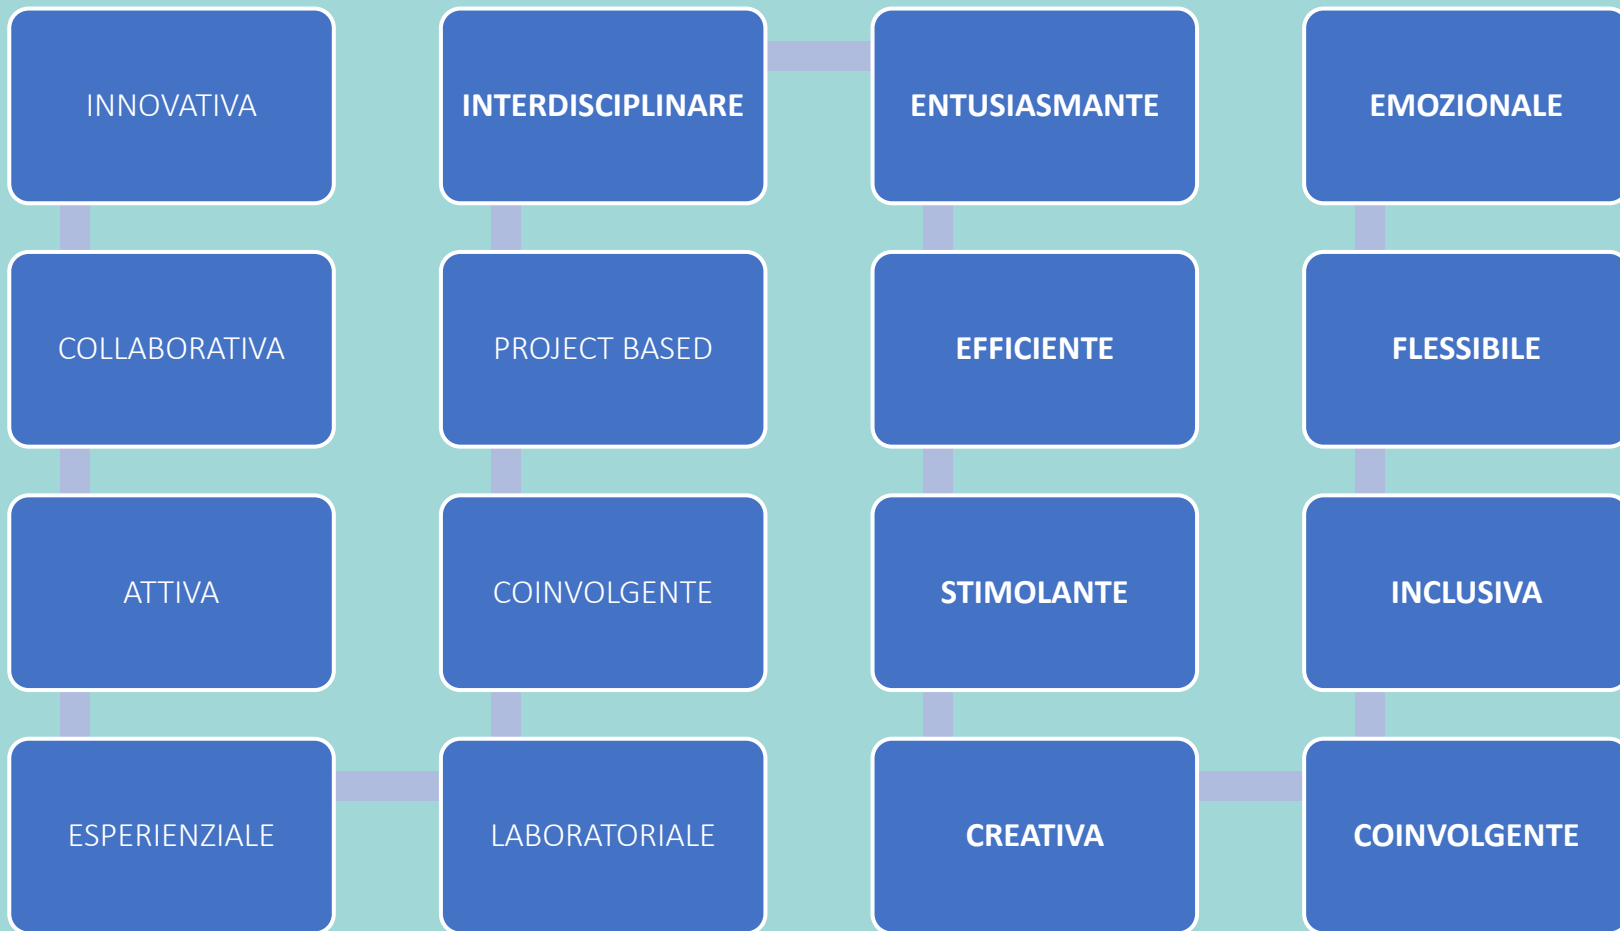 INNOVATIVA
COLLABORATIVA
ATTIVA
ESPERIENZIALE
LABORATORIALE
COINVOLGENTE
PROJECT BASED
INTERDISCIPLINARE
ENTUSIASMANTE
EFFICIENTE
STIMOLANTE
CREATIVA
COINVOLGENTE
INCLUSIVA
FLESSIBILE
EMOZIONALE